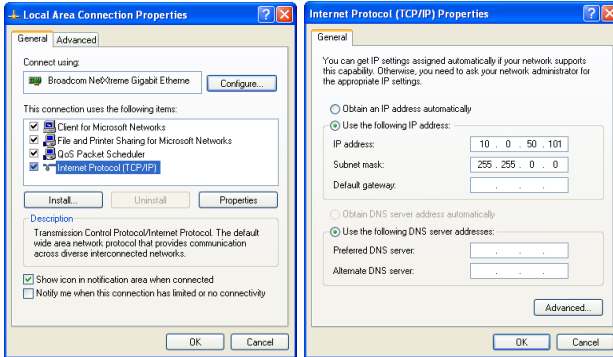 Local Area Connection Properties
General
Advanced
Connect using:
Broadcom NetXtreme Gigabit Etherne
Configure...
This connection uses the following items:
Client for Microsoft Networks
File and Printer Sharing for Microsoft Networks
QoS Packet Scheduler
Internet Protocol (TCP/IP)
Install...
Uninstall
Properties
Description
Transmission Control Protocol/Internet Protocol. The default
wide area network protocol that provides communication
across diverse interconnected networks.
Show icon in notification area when connected
Notify me when this connection has limited or no connectivity
OK
Cancel
Internet Protocol (TCP/IP) Properties
General
You can get IP settings assigned automatically if your network supports
this capability. Otherwise, you need to ask your network administrator for
the appropriate IP settings.
Obtain an IP address automatically
Use the following IP address:
IP address:
10 . 0 . 50 . 101
Subnet mask:
255 . 255 . 0 . 0
Default gateway:
. . .
Obtain DNS server address automatically
Use the following DNS server addresses:
Preferred DNS server:
. . .
Alternate DNS server:
. . .
Advanced...
OK
Cancel